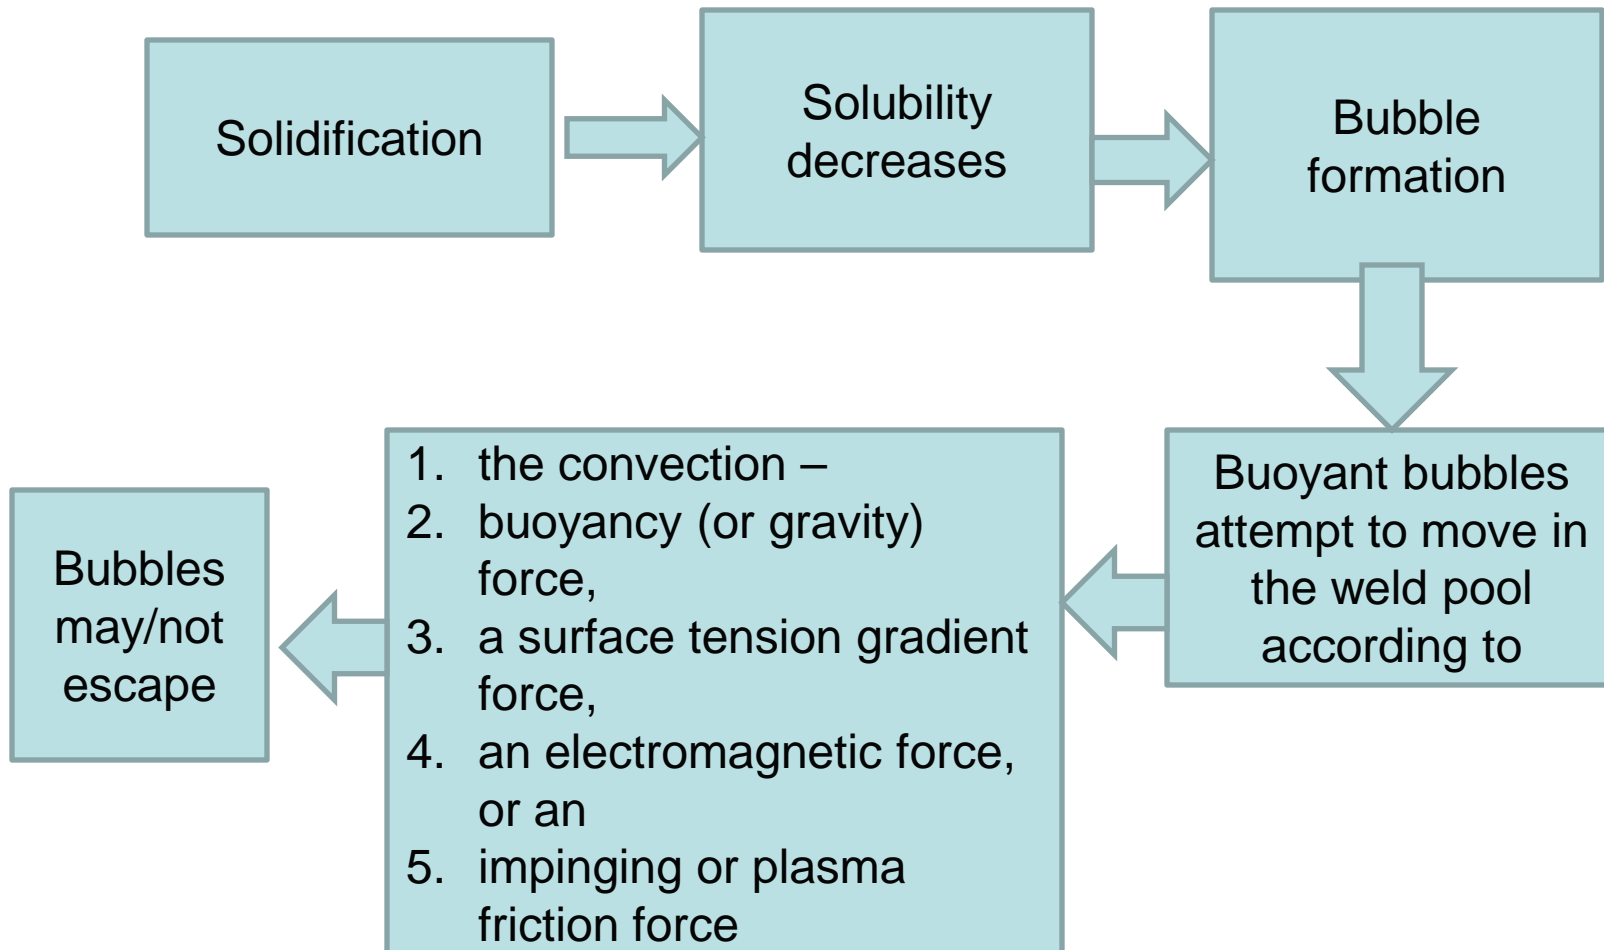 Solidification
Solubility
decreases
Bubble
formation
Buoyant bubbles
attempt to move in
the weld pool
according to
1. the convection –
2. buoyancy (or gravity)
force,
3. a surface tension gradient
force,
4. an electromagnetic force,
or an
5. impinging or plasma
friction force
Bubbles
may/not
escape